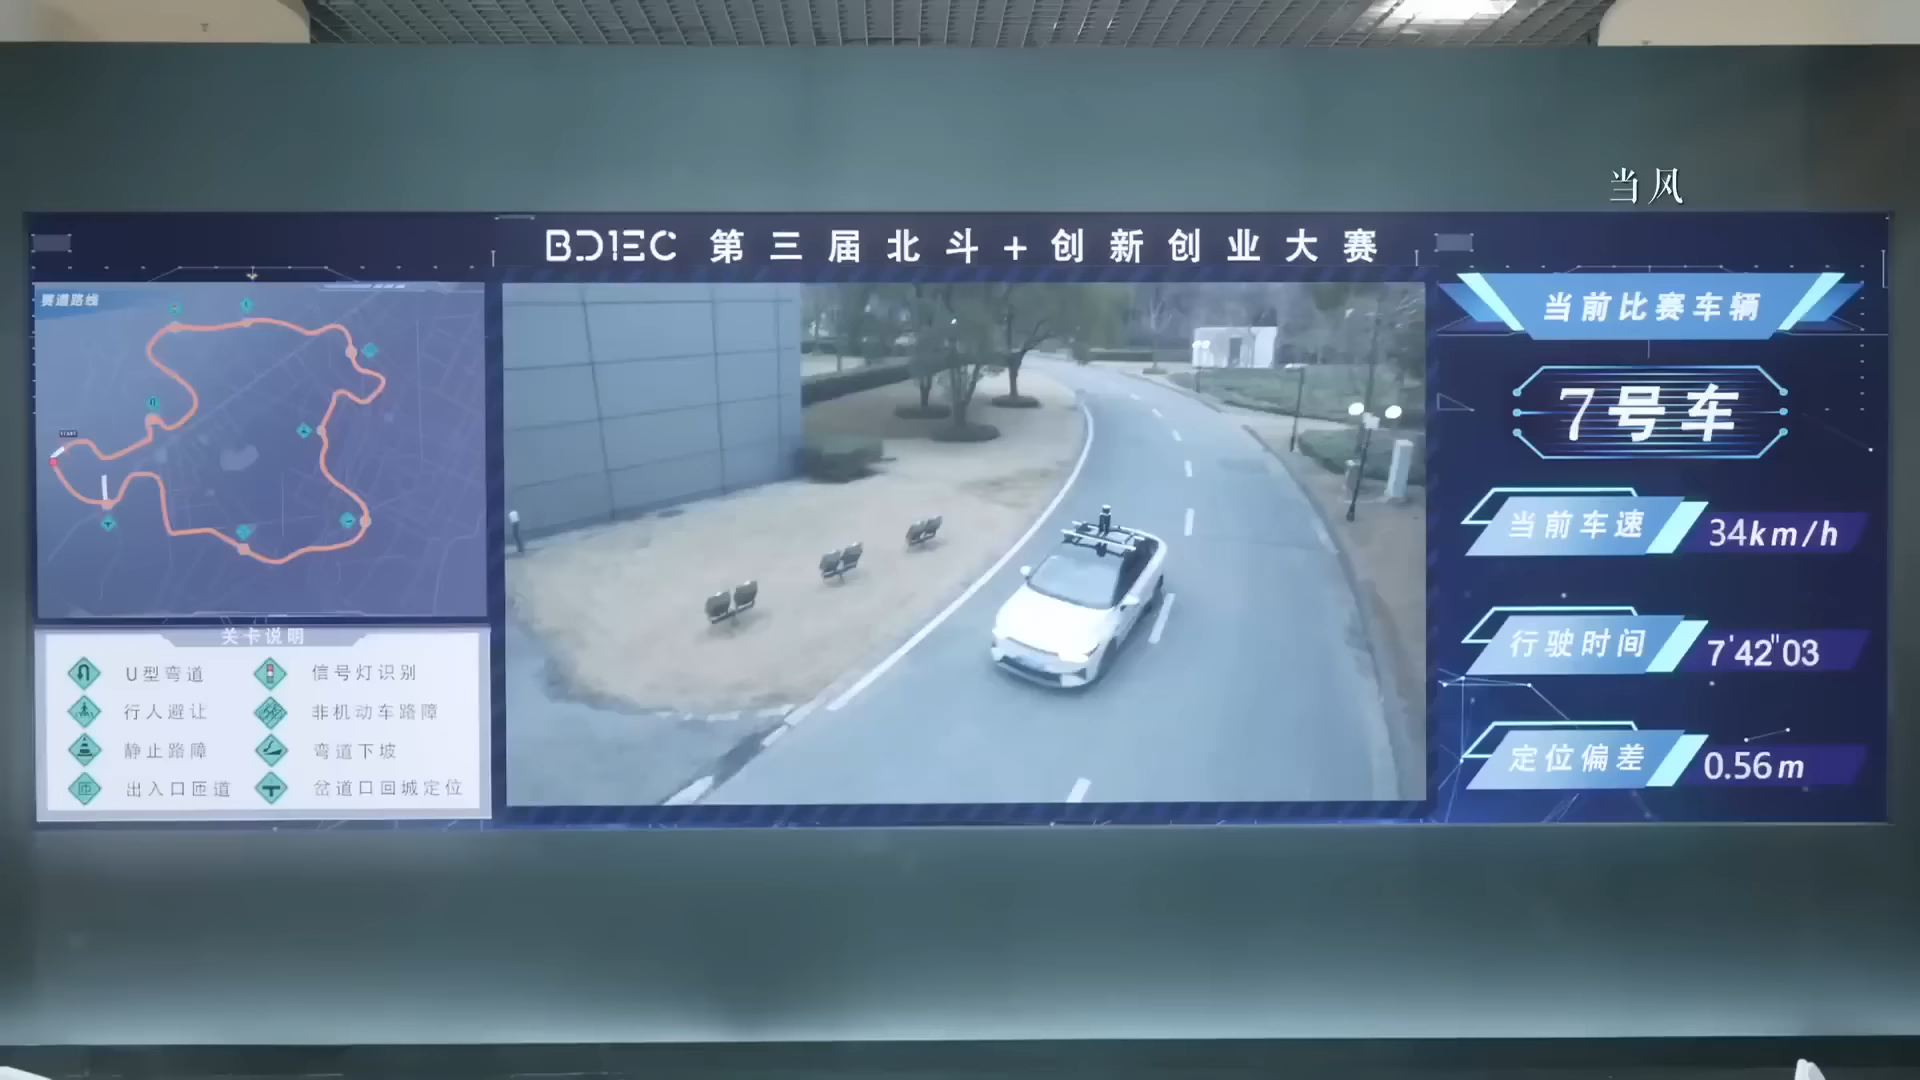 当风
BD1EC 第三届北斗+创新创业大赛
赛道路线
START
关卡说明
U型弯道
信号灯识别
行人避让
非机动车路障
静止路障
弯道下坡
出入口匝道
岔道口回城定位
当前比赛车辆
7号车
当前车速 34km/h
行驶时间 7'42"03
定位偏差 0.56m